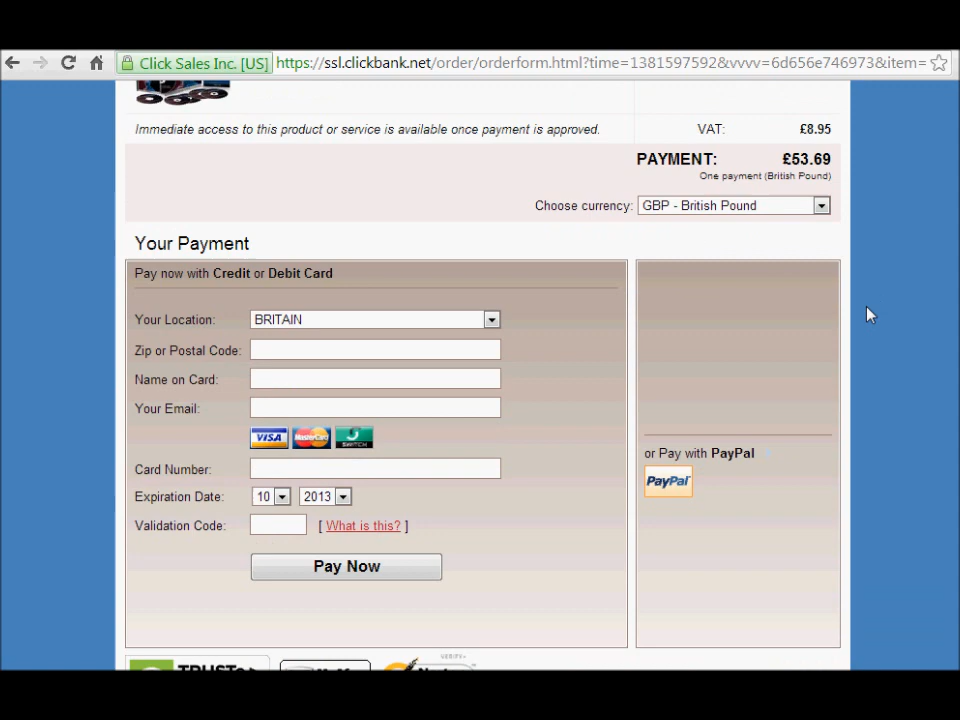 Click Sales Inc. [US] https://ssl.clickbank.net/order/orderform.html?time=1381597592&vvvv=6d656e746973&item=
Immediate access to this product or service is available once payment is approved. VAT: £8.95
PAYMENT: £53.69
One payment (British Pound)
Choose currency: GBP - British Pound
Your Payment
Pay now with Credit or Debit Card
Your Location: BRITAIN
Zip or Postal Code:
Name on Card:
Your Email:
VISA MasterCard SWITCH
or Pay with PayPal
Card Number:
PayPal
Expiration Date: 10 2013
Validation Code: [ What is this? ]
Pay Now
VERIFY+